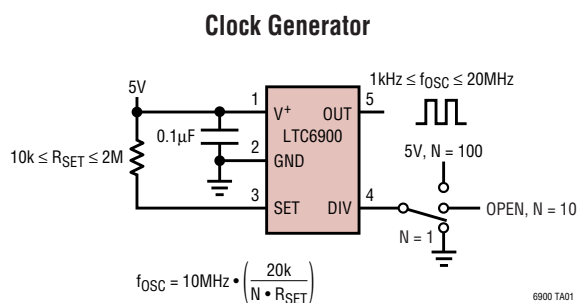 Clock Generator
1kHz ≤ fOSC ≤ 20MHz
5V
1
V+
OUT
5
0.1µF
LTC6900
10k ≤ RSET ≤ 2M
2
GND
5V, N = 100
3
SET
DIV
4
OPEN, N = 10
N = 1
fOSC = 10MHz • (20k / N • RSET)
6900 TA01